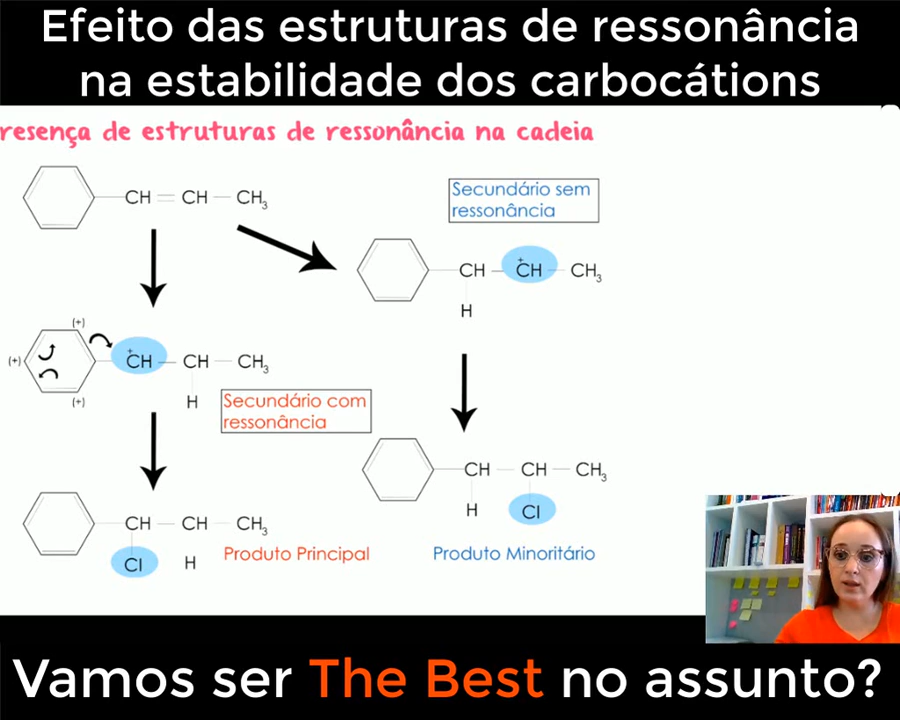 Efeito das estruturas de ressonância
na estabilidade dos carbocátions
resença de estruturas de ressonância na cadeia
CH = CH — CH₃
Secundário sem
ressonância
CH — ⁺CH — CH₃
H
(+)
(+)
⁺CH — CH — CH₃
(+)
H
Secundário com
ressonância
CH — CH — CH₃
H
Cl
CH — CH — CH₃
Cl
H
Produto Principal
Produto Minoritário
Vamos ser The Best no assunto?